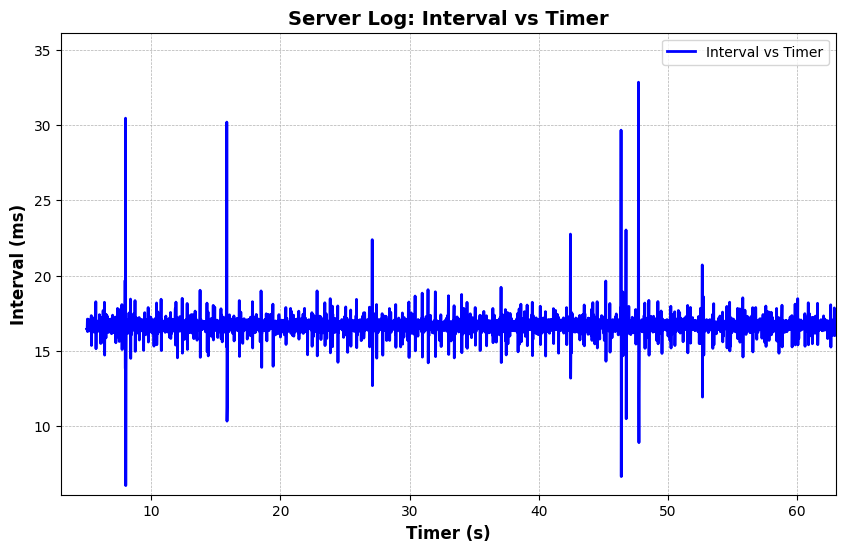 Server Log: Interval vs Timer
Interval vs Timer
35
30
25
20
15
10
Interval (ms)
10 20 30 40 50 60
Timer (s)